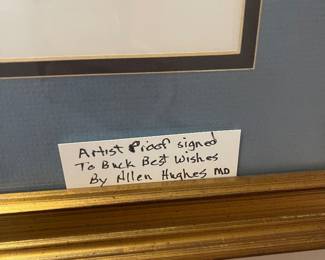 Artist Proof signed
To Buck Best Wishes
By Allen Hughes MD